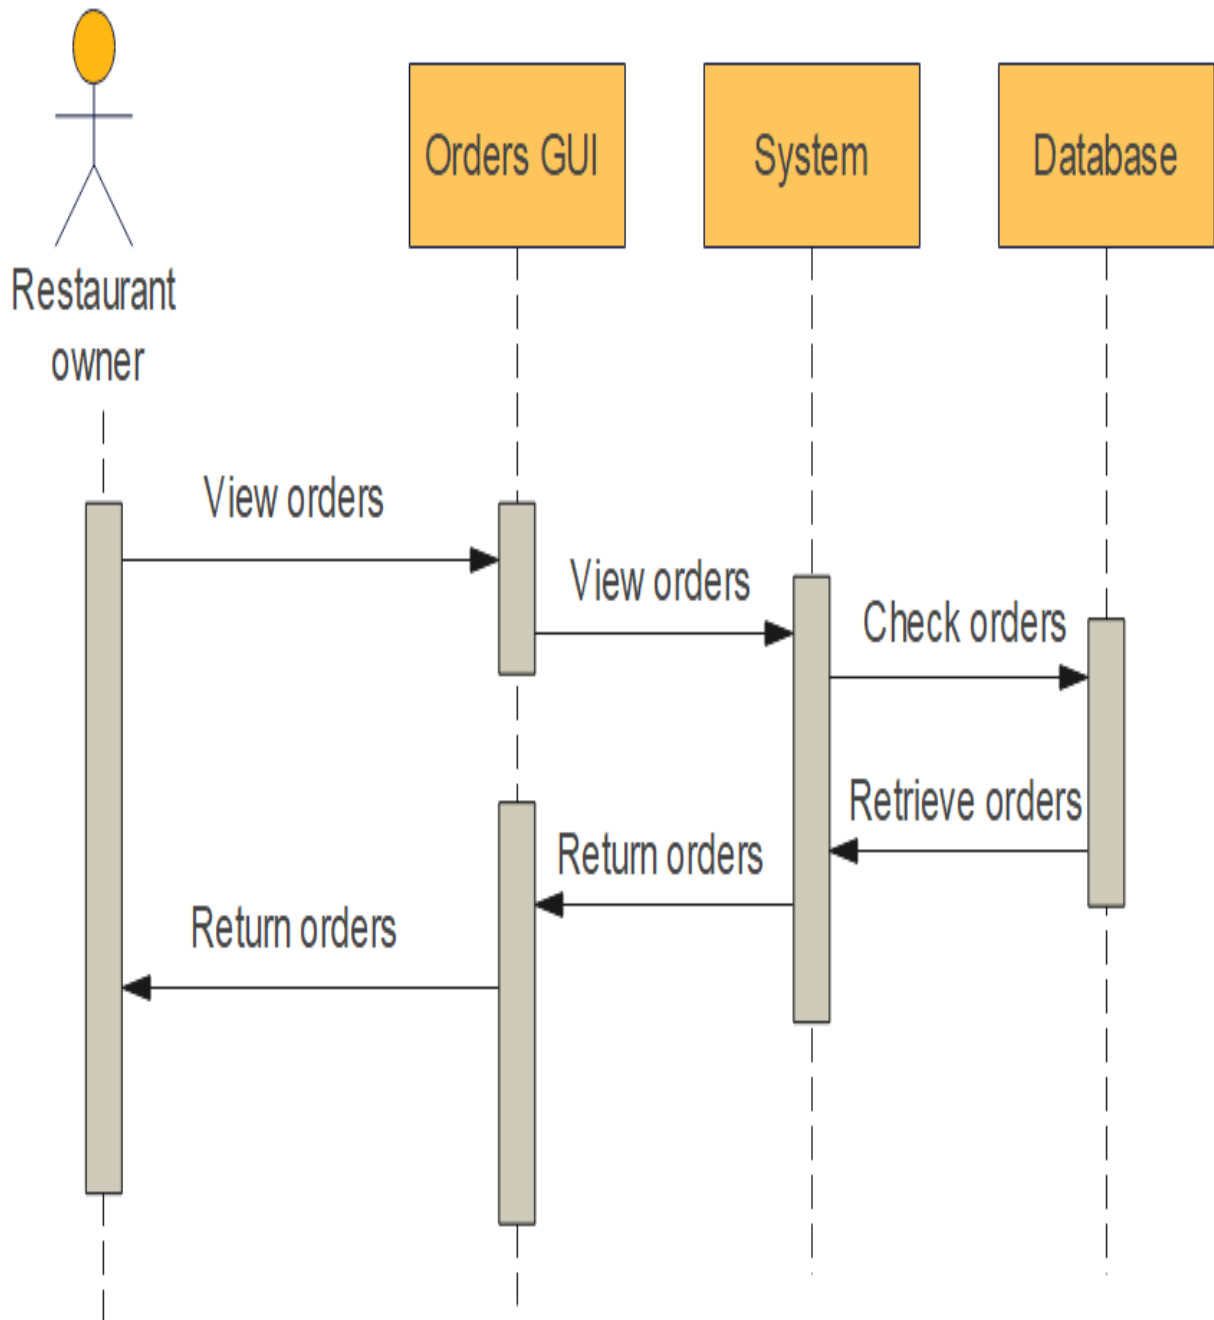 Orders GUI
System
Database
Restaurant
owner
View orders
View orders
Check orders
Retrieve orders
Return orders
Return orders